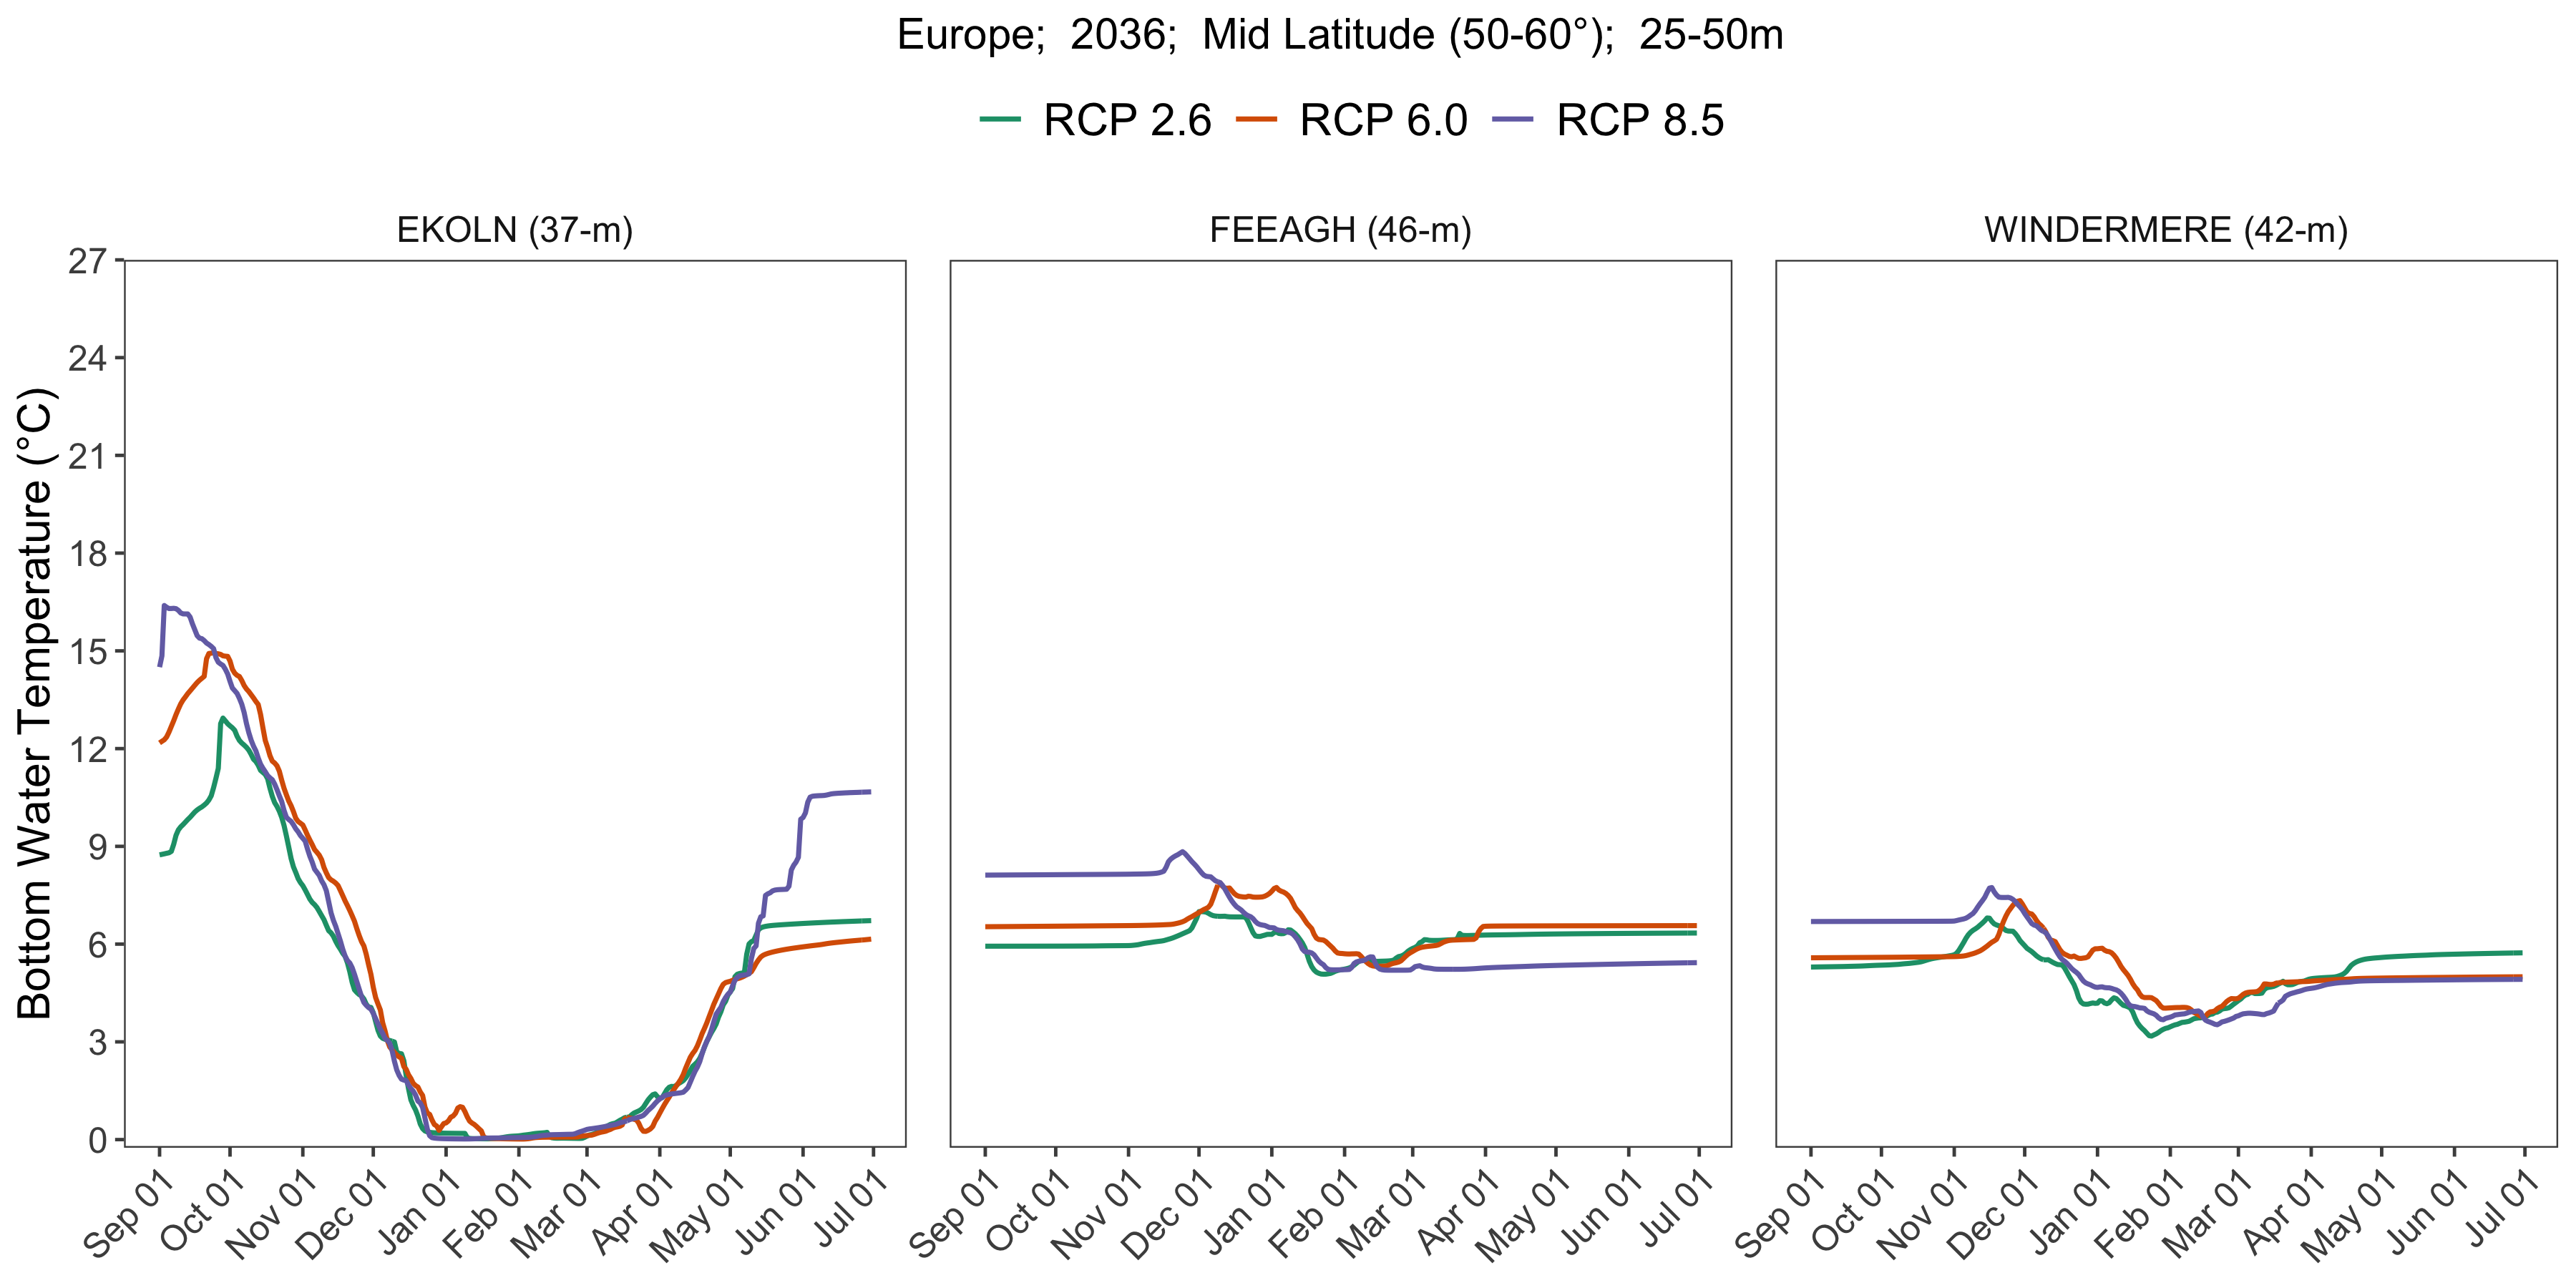 Europe;  2036;  Mid Latitude (50-60°);  25-50m
RCP 2.6 RCP 6.0 RCP 8.5
EKOLN (37-m) FEEAGH (46-m) WINDERMERE (42-m)
Bottom Water Temperature (°C)
27
24
21
18
15
12
9
6
3
0
Sep 01 Oct 01 Nov 01 Dec 01 Jan 01 Feb 01 Mar 01 Apr 01 May 01 Jun 01 Jul 01
Sep 01 Oct 01 Nov 01 Dec 01 Jan 01 Feb 01 Mar 01 Apr 01 May 01 Jun 01 Jul 01
Sep 01 Oct 01 Nov 01 Dec 01 Jan 01 Feb 01 Mar 01 Apr 01 May 01 Jun 01 Jul 01